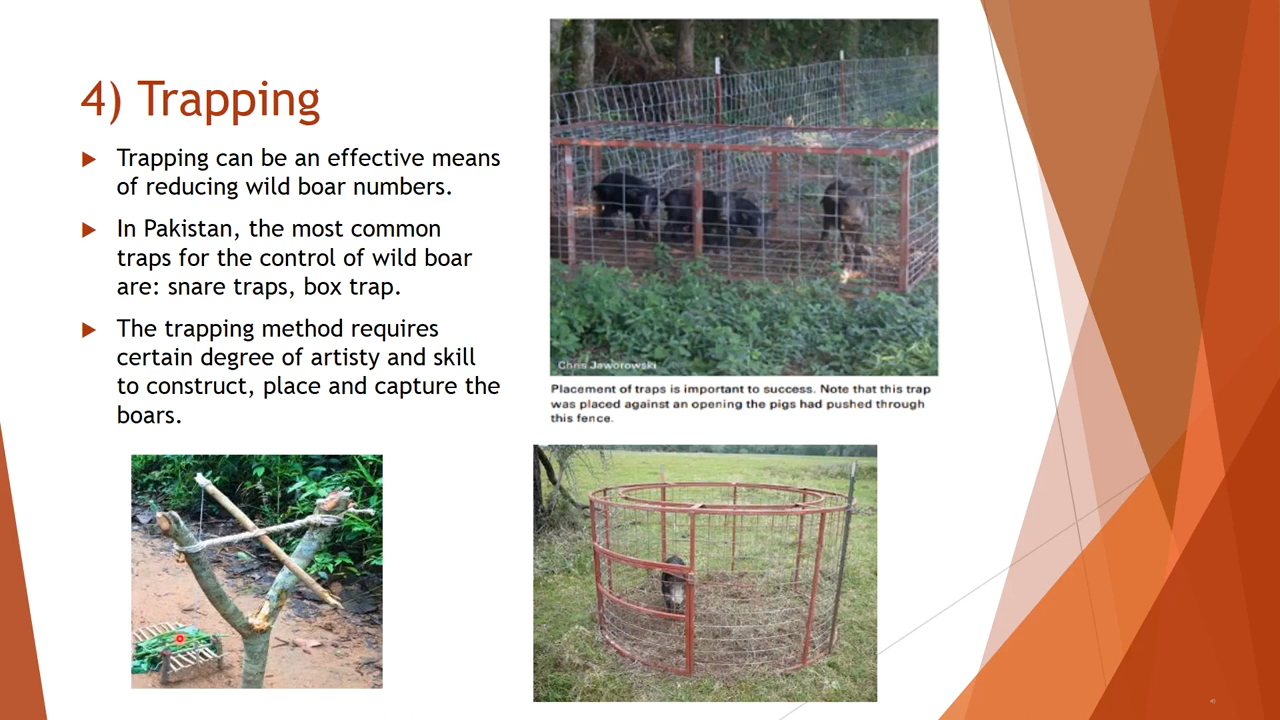 4) Trapping
Trapping can be an effective means
of reducing wild boar numbers.
In Pakistan, the most common
traps for the control of wild boar
are: snare traps, box trap.
The trapping method requires
certain degree of artisty and skill
to construct, place and capture the
boars.
Chris Jaworowski
Placement of traps is important to success. Note that this trap
was placed against an opening the pigs had pushed through
this fence.